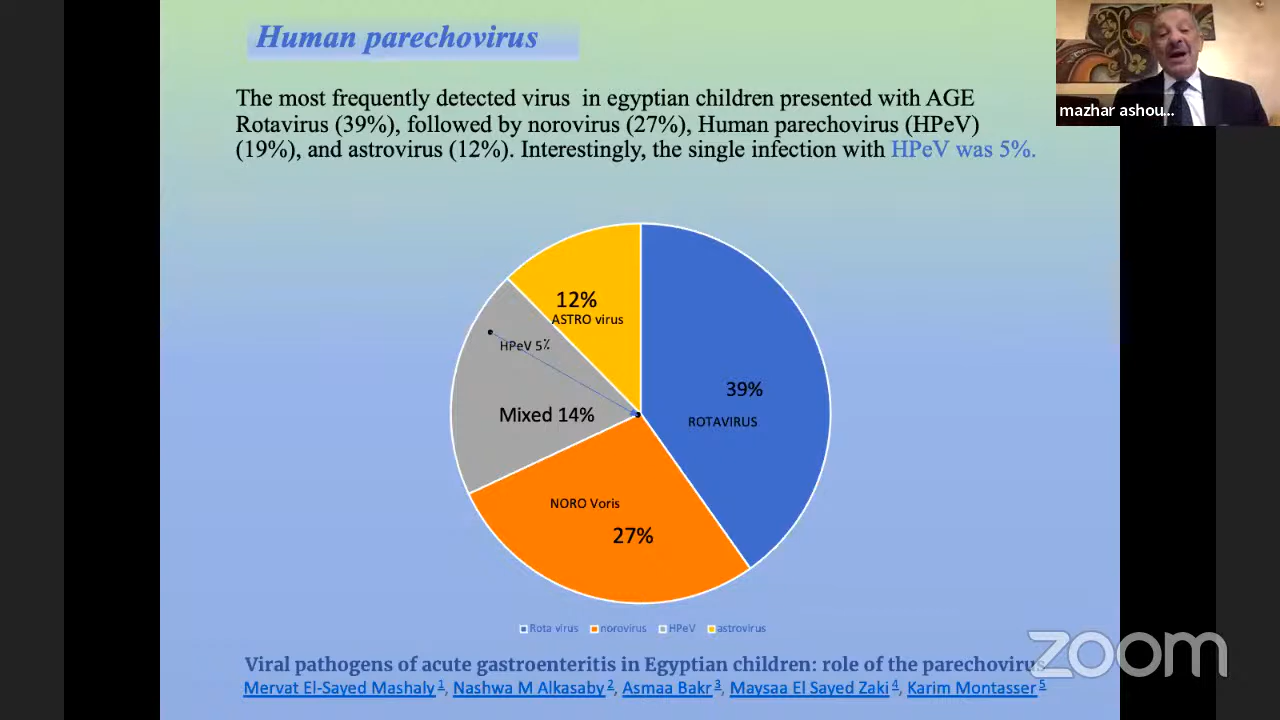 Human parechovirus
mazhar ashou...
The most frequently detected virus in egyptian children presented with AGE
Rotavirus (39%), followed by norovirus (27%), Human parechovirus (HPeV)
(19%), and astrovirus (12%). Interestingly, the single infection with HPeV was 5%.
12%
ASTRO virus
HPeV 5%
39%
Mixed 14%
ROTAVIRUS
NORO Voris
27%
Rota virus norovirus HPeV astrovirus
Viral pathogens of acute gastroenteritis in Egyptian children: role of the parechovirus
Mervat El-Sayed Mashaly 1, Nashwa M Alkasaby 2, Asmaa Bakr 3, Maysaa El Sayed Zaki 4, Karim Montasser 5
zoom